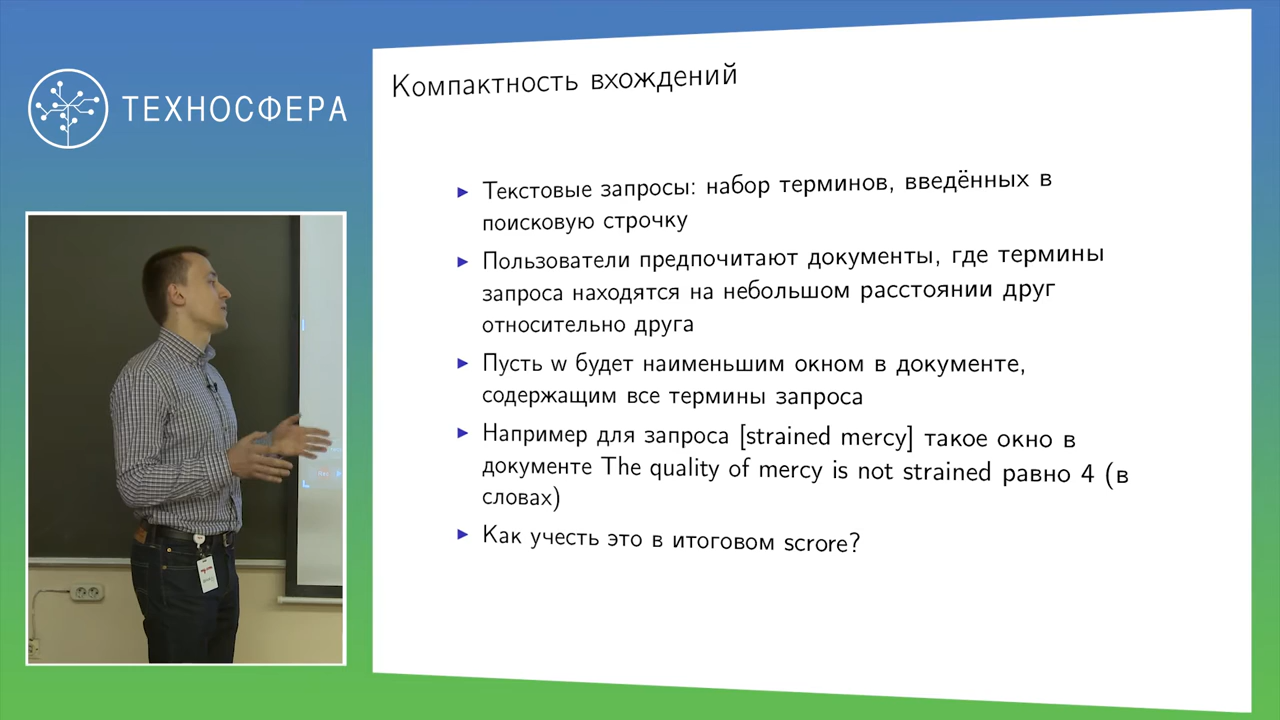 ТЕХНОСФЕРА
Компактность вхождений
Текстовые запросы: набор терминов, введённых в
поисковую строчку
Пользователи предпочитают документы, где термины
запроса находятся на небольшом расстоянии друг
относительно друга
Пусть w будет наименьшим окном в документе,
содержащим все термины запроса
Например для запроса [strained mercy] такое окно в
документе The quality of mercy is not strained равно 4 (в
словах)
Как учесть это в итоговом scrore?